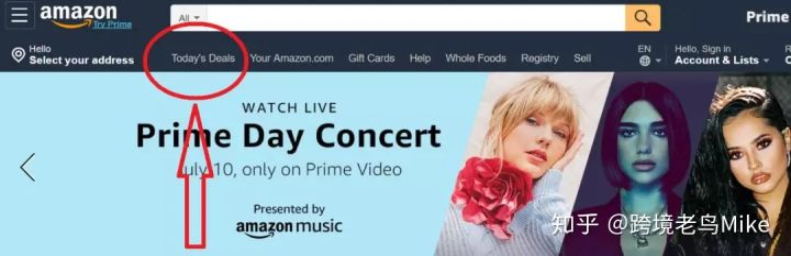 amazon
Try Prime
All
Prime
Hello
Select your address
Today's Deals
Your Amazon.com
Gift Cards
Help
Whole Foods
Registry
Sell
EN
Hello, Sign in
Account & Lists
WATCH LIVE
Prime Day Concert
July 10, only on Prime Video
Presented by
amazon music
知乎 @跨境老鸟Mike